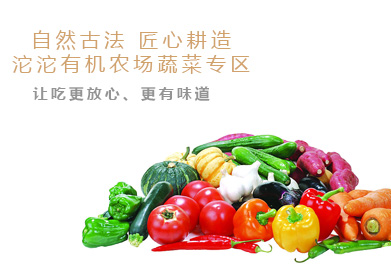 自然古法 匠心耕造
沱沱有机农场蔬菜专区
让吃更放心、更有味道